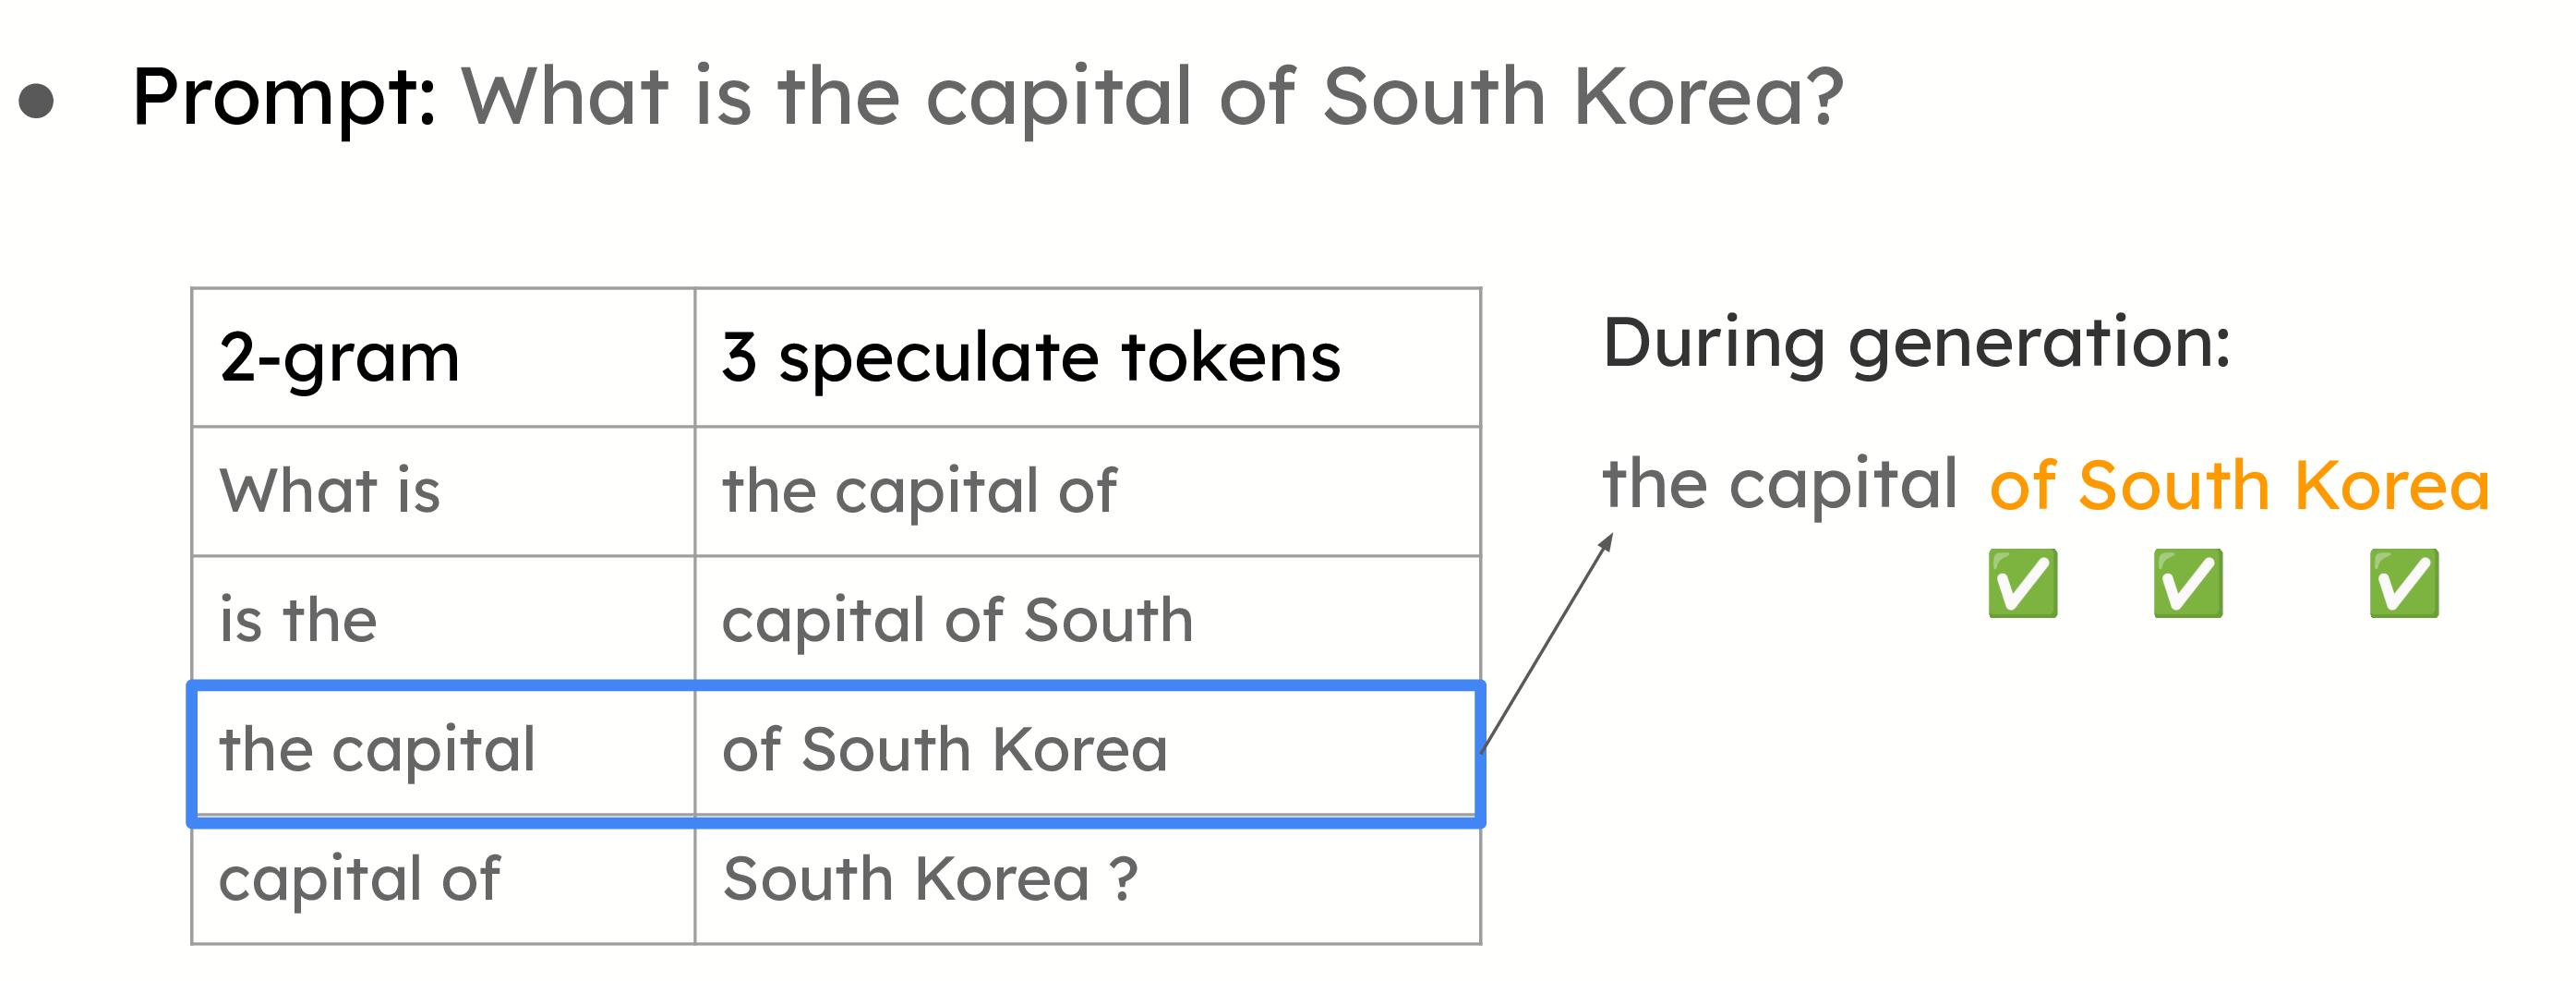 ● Prompt: What is the capital of South Korea?
2-gram 3 speculate tokens
What is the capital of
is the capital of South
the capital of South Korea
capital of South Korea ?
During generation:
the capital of South Korea
✅ ✅ ✅